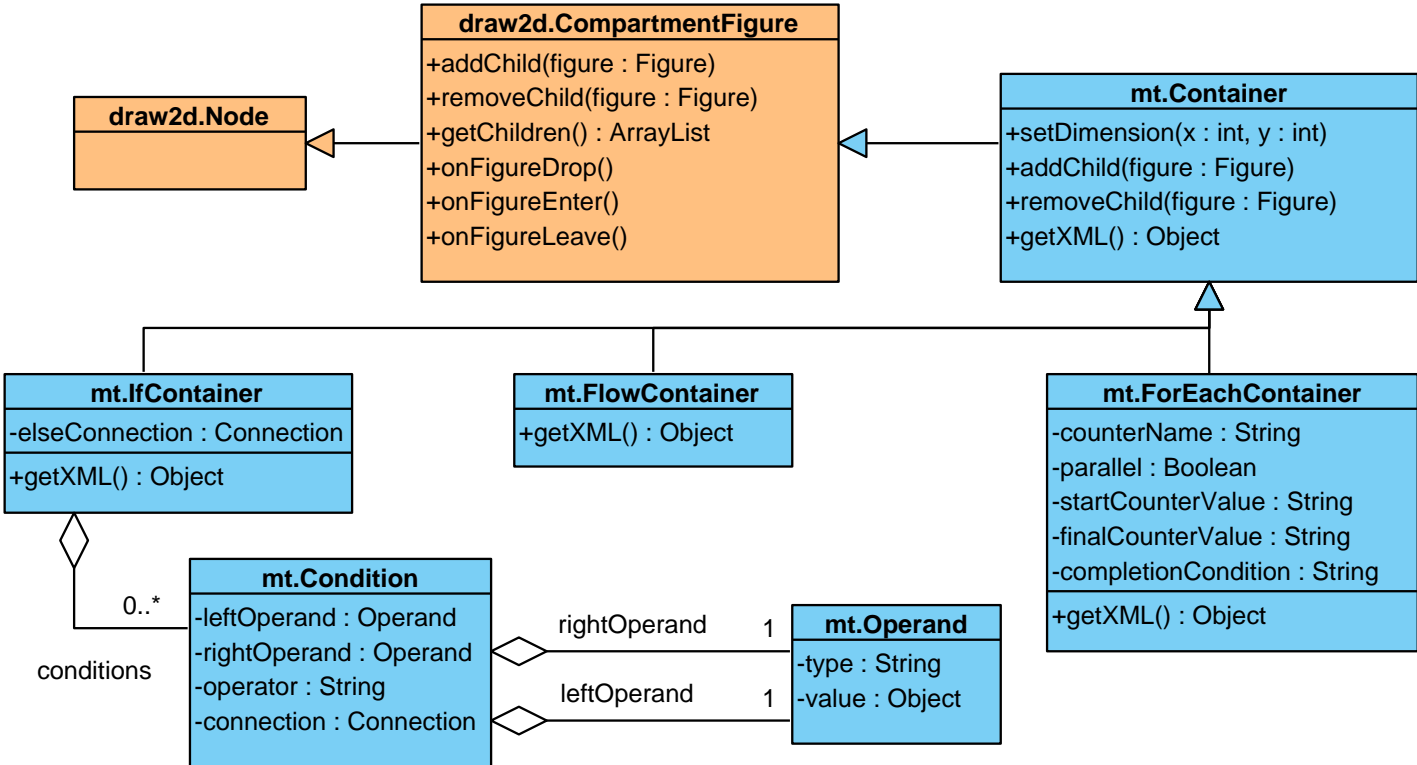 draw2d.CompartmentFigure
+addChild(figure : Figure)
+removeChild(figure : Figure)
+getChildren() : ArrayList
+onFigureDrop()
+onFigureEnter()
+onFigureLeave()
draw2d.Node
mt.Container
+setDimension(x : int, y : int)
+addChild(figure : Figure)
+removeChild(figure : Figure)
+getXML() : Object
mt.IfContainer
-elseConnection : Connection
+getXML() : Object
mt.FlowContainer
+getXML() : Object
mt.ForEachContainer
-counterName : String
-parallel : Boolean
-startCounterValue : String
-finalCounterValue : String
-completionCondition : String
+getXML() : Object
0..*
conditions
mt.Condition
-leftOperand : Operand
-rightOperand : Operand
-operator : String
-connection : Connection
rightOperand 1
leftOperand 1
mt.Operand
-type : String
-value : Object